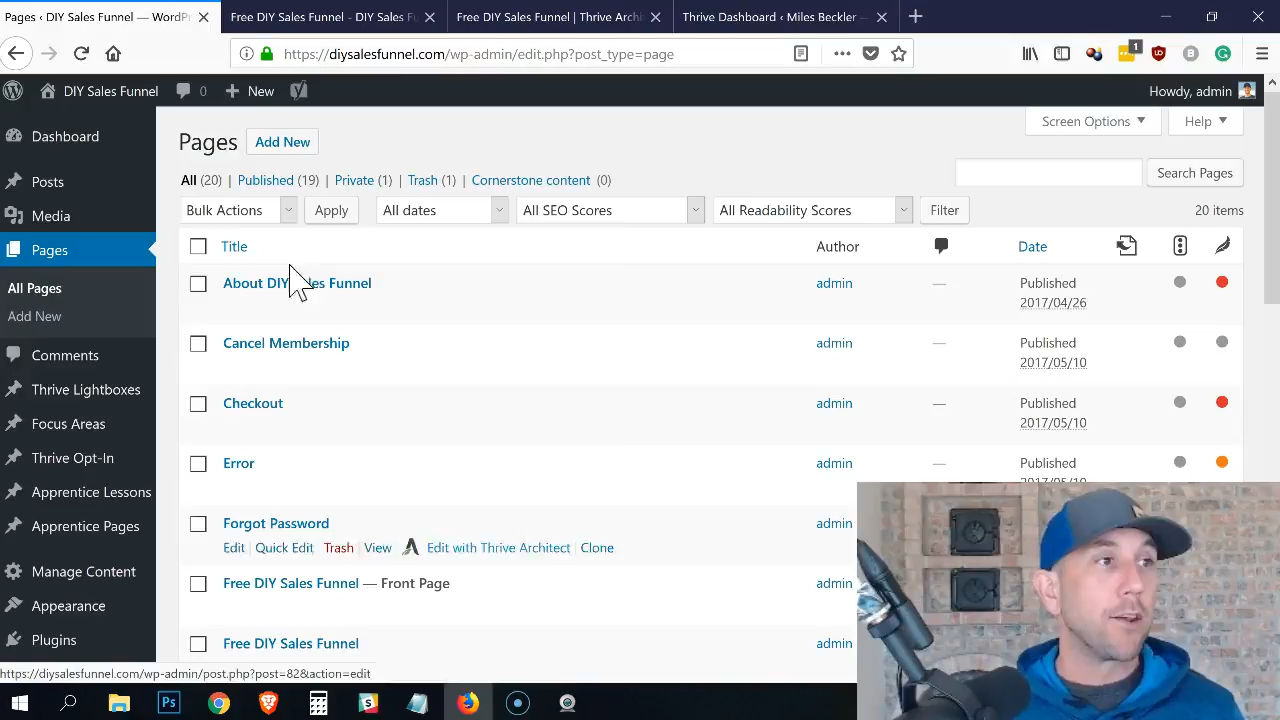 Pages ‹ DIY Sales Funnel — WordPr
Free DIY Sales Funnel - DIY Sales Fu
Free DIY Sales Funnel | Thrive Archi
Thrive Dashboard ‹ Miles Beckler —
https://diysalesfunnel.com/wp-admin/edit.php?post_type=page
1
DIY Sales Funnel
0
New
Howdy, admin
Dashboard
Posts
Media
Pages
All Pages
Add New
Comments
Thrive Lightboxes
Focus Areas
Thrive Opt-In
Apprentice Lessons
Apprentice Pages
Manage Content
Appearance
Plugins
Screen Options
Help
Pages
Add New
All (20) | Published (19) | Private (1) | Trash (1) | Cornerstone content (0)
Search Pages
Bulk Actions
Apply
All dates
All SEO Scores
All Readability Scores
Filter
20 items
Title
Author
Date
About DIY Sales Funnel
admin
—
Published
2017/04/26
Cancel Membership
admin
—
Published
2017/05/10
Checkout
admin
—
Published
2017/05/10
Error
admin
—
Published
2017/05/10
Forgot Password
admin
Edit
Quick Edit
Trash
View
Edit with Thrive Architect
Clone
Free DIY Sales Funnel — Front Page
admin
Free DIY Sales Funnel
admin
https://diysalesfunnel.com/wp-admin/post.php?post=82&action=edit
Ps